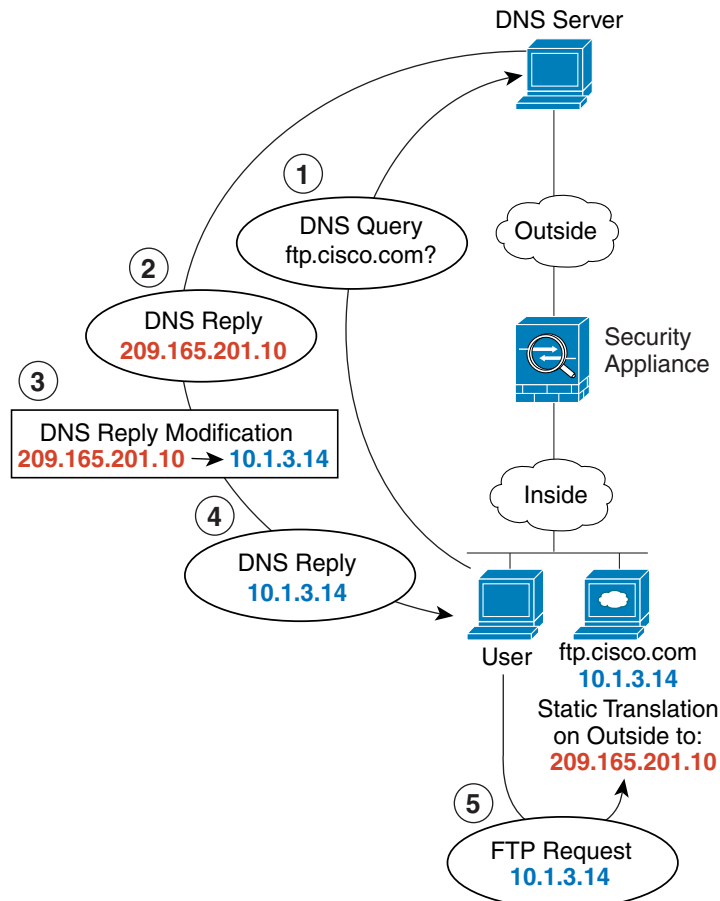 DNS Server
1
DNS Query
ftp.cisco.com?
Outside
2
DNS Reply
209.165.201.10
Security
Appliance
3
DNS Reply Modification
209.165.201.10 → 10.1.3.14
Inside
4
DNS Reply
10.1.3.14
User
ftp.cisco.com
10.1.3.14
Static Translation
on Outside to:
209.165.201.10
5
FTP Request
10.1.3.14